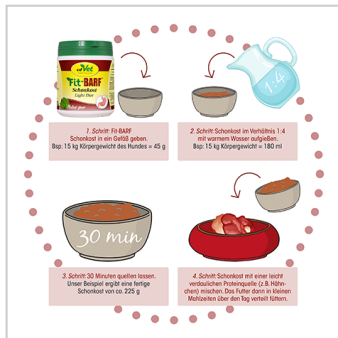 cdVet
Fit-BARF
Schonkost
Light Diet
1:4
1. Schritt: Fit-BARF
Schonkost in ein Gefäß geben.
Bsp: 15 kg Körpergewicht des Hundes = 45 g
2. Schritt: Schonkost im Verhältnis 1:4
mit warmem Wasser aufgießen.
Bsp: 15 kg Körpergewicht = 180 ml
30 min
3. Schritt: 30 Minuten quellen lassen.
Unser Beispiel ergibt eine fertige
Schonkost von ca. 225 g
4. Schritt: Schonkost mit einer leicht
verdaulichen Proteinquelle (z.B. Hähn-
chen) mischen. Das Futter dann in kleinen
Mahlzeiten über den Tag verteilt füttern.